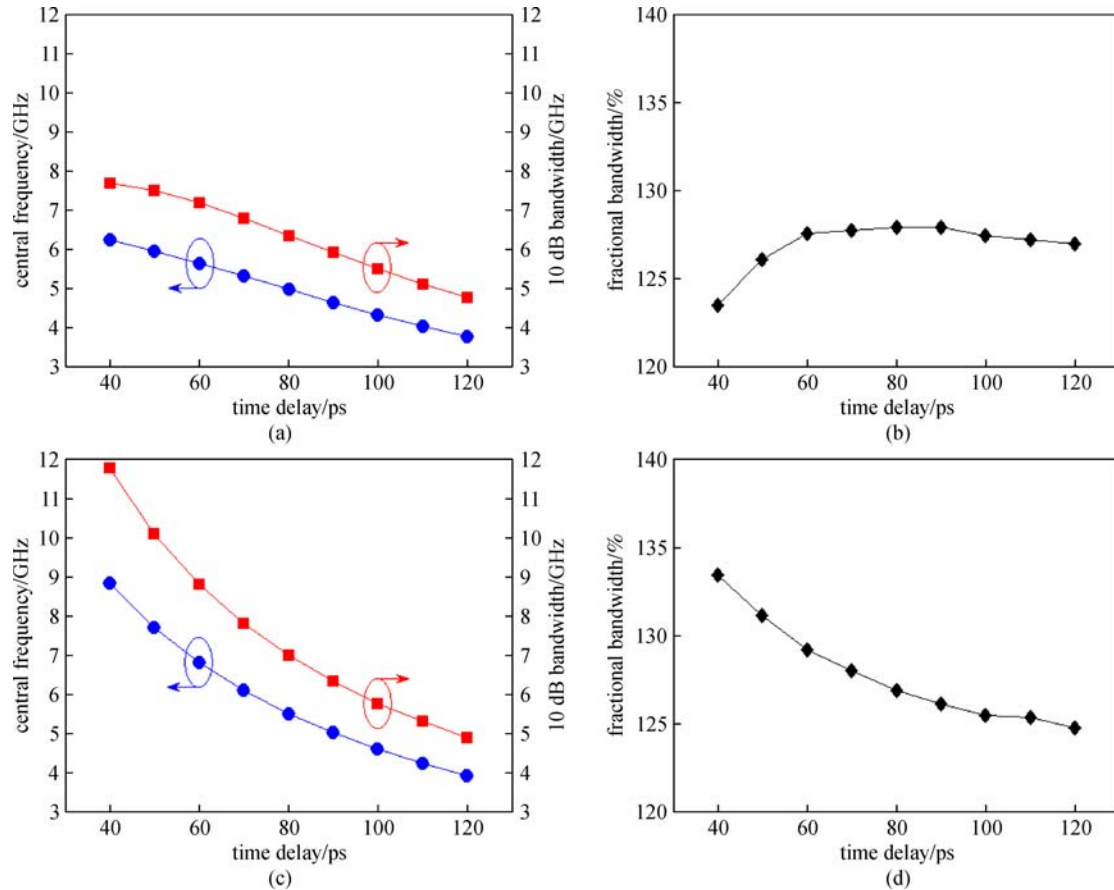 12 12
11 11
10 10
9 9
8 8
7 7
6 6
5 5
4 4
3 3
central frequency/GHz
10 dB bandwidth/GHz
40 60 80 100 120
time delay/ps
(a)
140
135
130
125
120
fractional bandwidth/%
40 60 80 100 120
time delay/ps
(b)
12 12
11 11
10 10
9 9
8 8
7 7
6 6
5 5
4 4
3 3
central frequency/GHz
10 dB bandwidth/GHz
40 60 80 100 120
time delay/ps
(c)
140
135
130
125
120
fractional bandwidth/%
40 60 80 100 120
time delay/ps
(d)